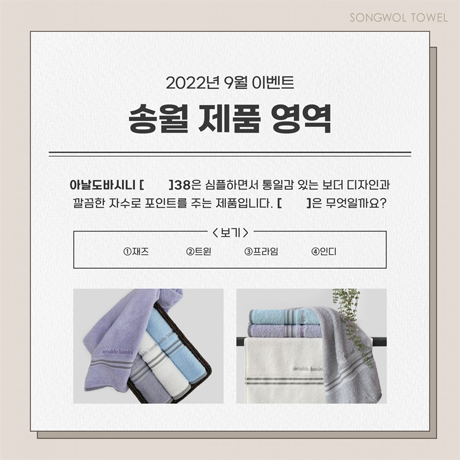 SONGWOL TOWEL
2022년 9월 이벤트
송월 제품 영역
아날도바시니 [ ]38은 심플하면서 통일감 있는 보더 디자인과
깔끔한 자수로 포인트를 주는 제품입니다. [ ]은 무엇일까요?
<보기>
①재즈 ②트윈 ③프라임 ④인디